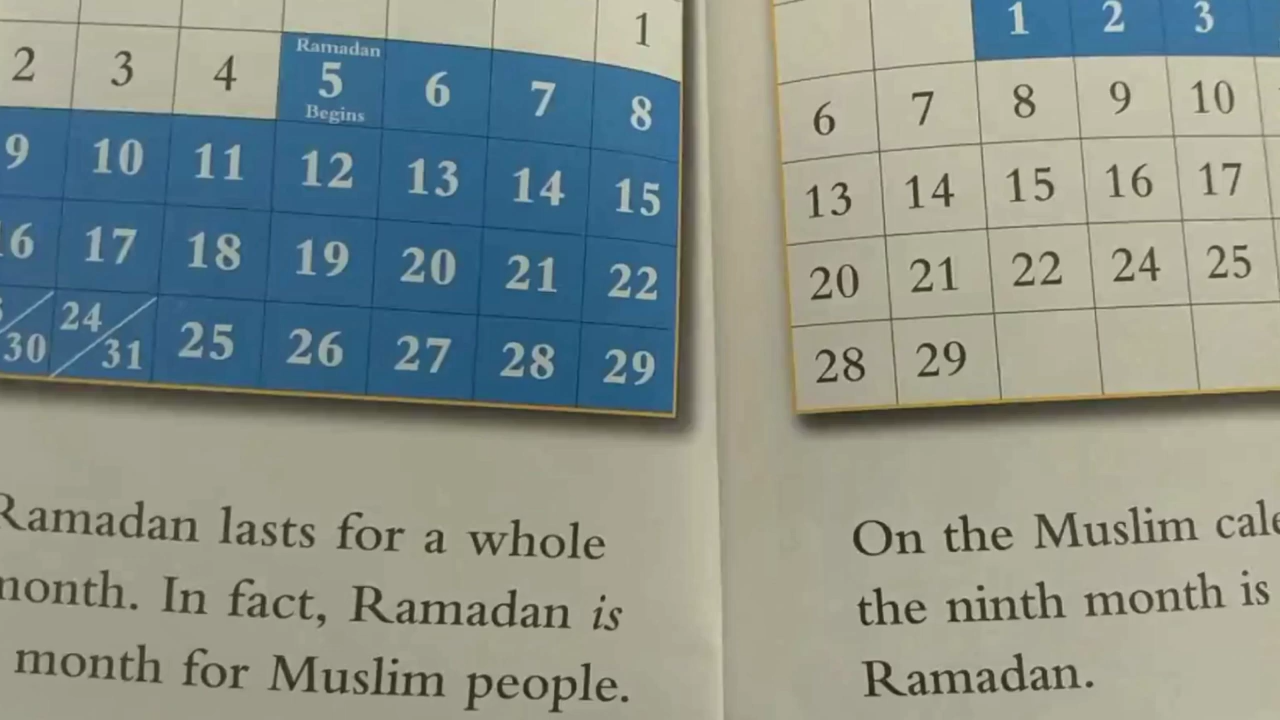 1
2 3 4 Ramadan 5 Begins 6 7 8
9 10 11 12 13 14 15
17 18 19 20 21 22
30 24 31 25 26 27 28 29
Ramadan lasts for a whole
month. In fact, Ramadan is
month for Muslim people.
1 2 3
6 7 8 9 10
13 14 15 16 17
20 21 22 24 25
28 29
On the Muslim
the ninth month is
Ramadan.